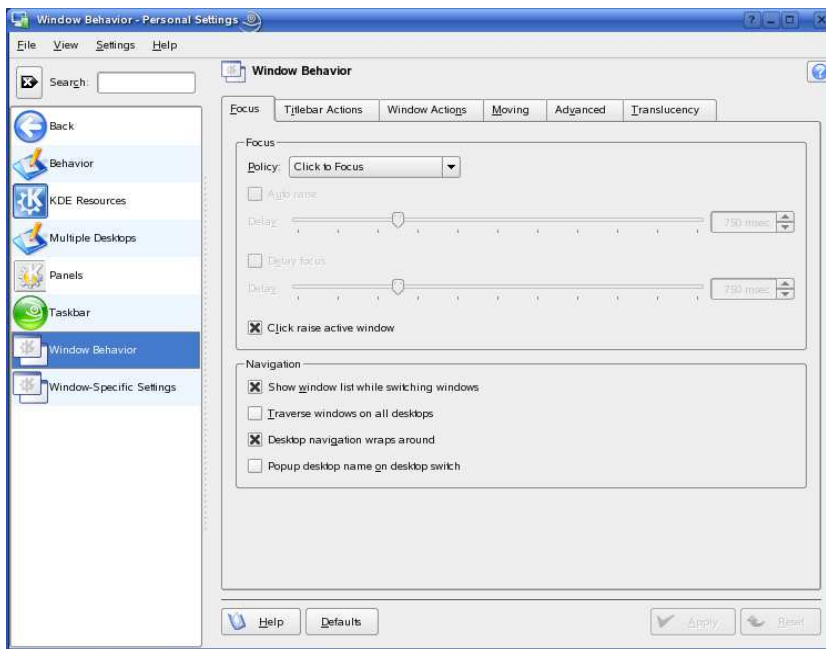 Window Behavior - Personal Settings
File View Settings Help
Search:
Window Behavior
Back
Behavior
KDE Resources
Multiple Desktops
Panels
Taskbar
Window Behavior
Window-Specific Settings
Focus Titlebar Actions Window Actions Moving Advanced Translucency
Focus
Policy: Click to Focus
Auto raise
Delay: 750 msec
Delay focus
Delay: 750 msec
Click raise active window
Navigation
Show window list while switching windows
Traverse windows on all desktops
Desktop navigation wraps around
Popup desktop name on desktop switch
Help Defaults Apply Reset